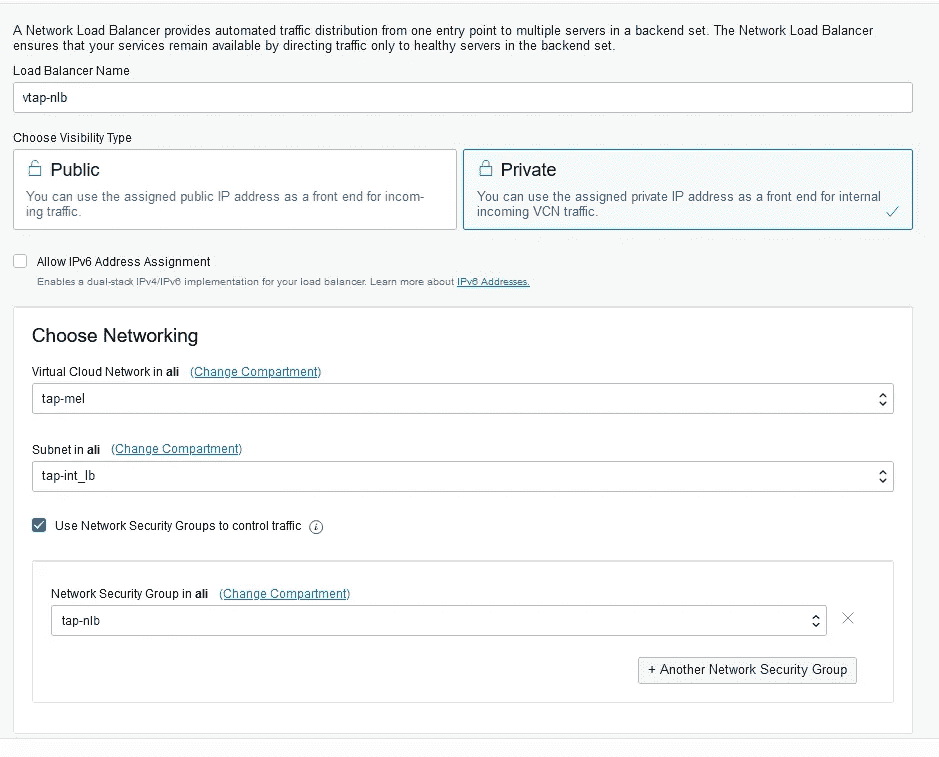 A Network Load Balancer provides automated traffic distribution from one entry point to multiple servers in a backend set. The Network Load Balancer
ensures that your services remain available by directing traffic only to healthy servers in the backend set.
Load Balancer Name
vtap-nlb
Choose Visibility Type
Public
You can use the assigned public IP address as a front end for incom-
ing traffic.
Private
You can use the assigned private IP address as a front end for internal
incoming VCN traffic.
Allow IPv6 Address Assignment
Enables a dual-stack IPv4/IPv6 implementation for your load balancer. Learn more about IPv6 Addresses.
Choose Networking
Virtual Cloud Network in ali (Change Compartment)
tap-mel
Subnet in ali (Change Compartment)
tap-int_lb
Use Network Security Groups to control traffic i
Network Security Group in ali (Change Compartment)
tap-nlb
+ Another Network Security Group